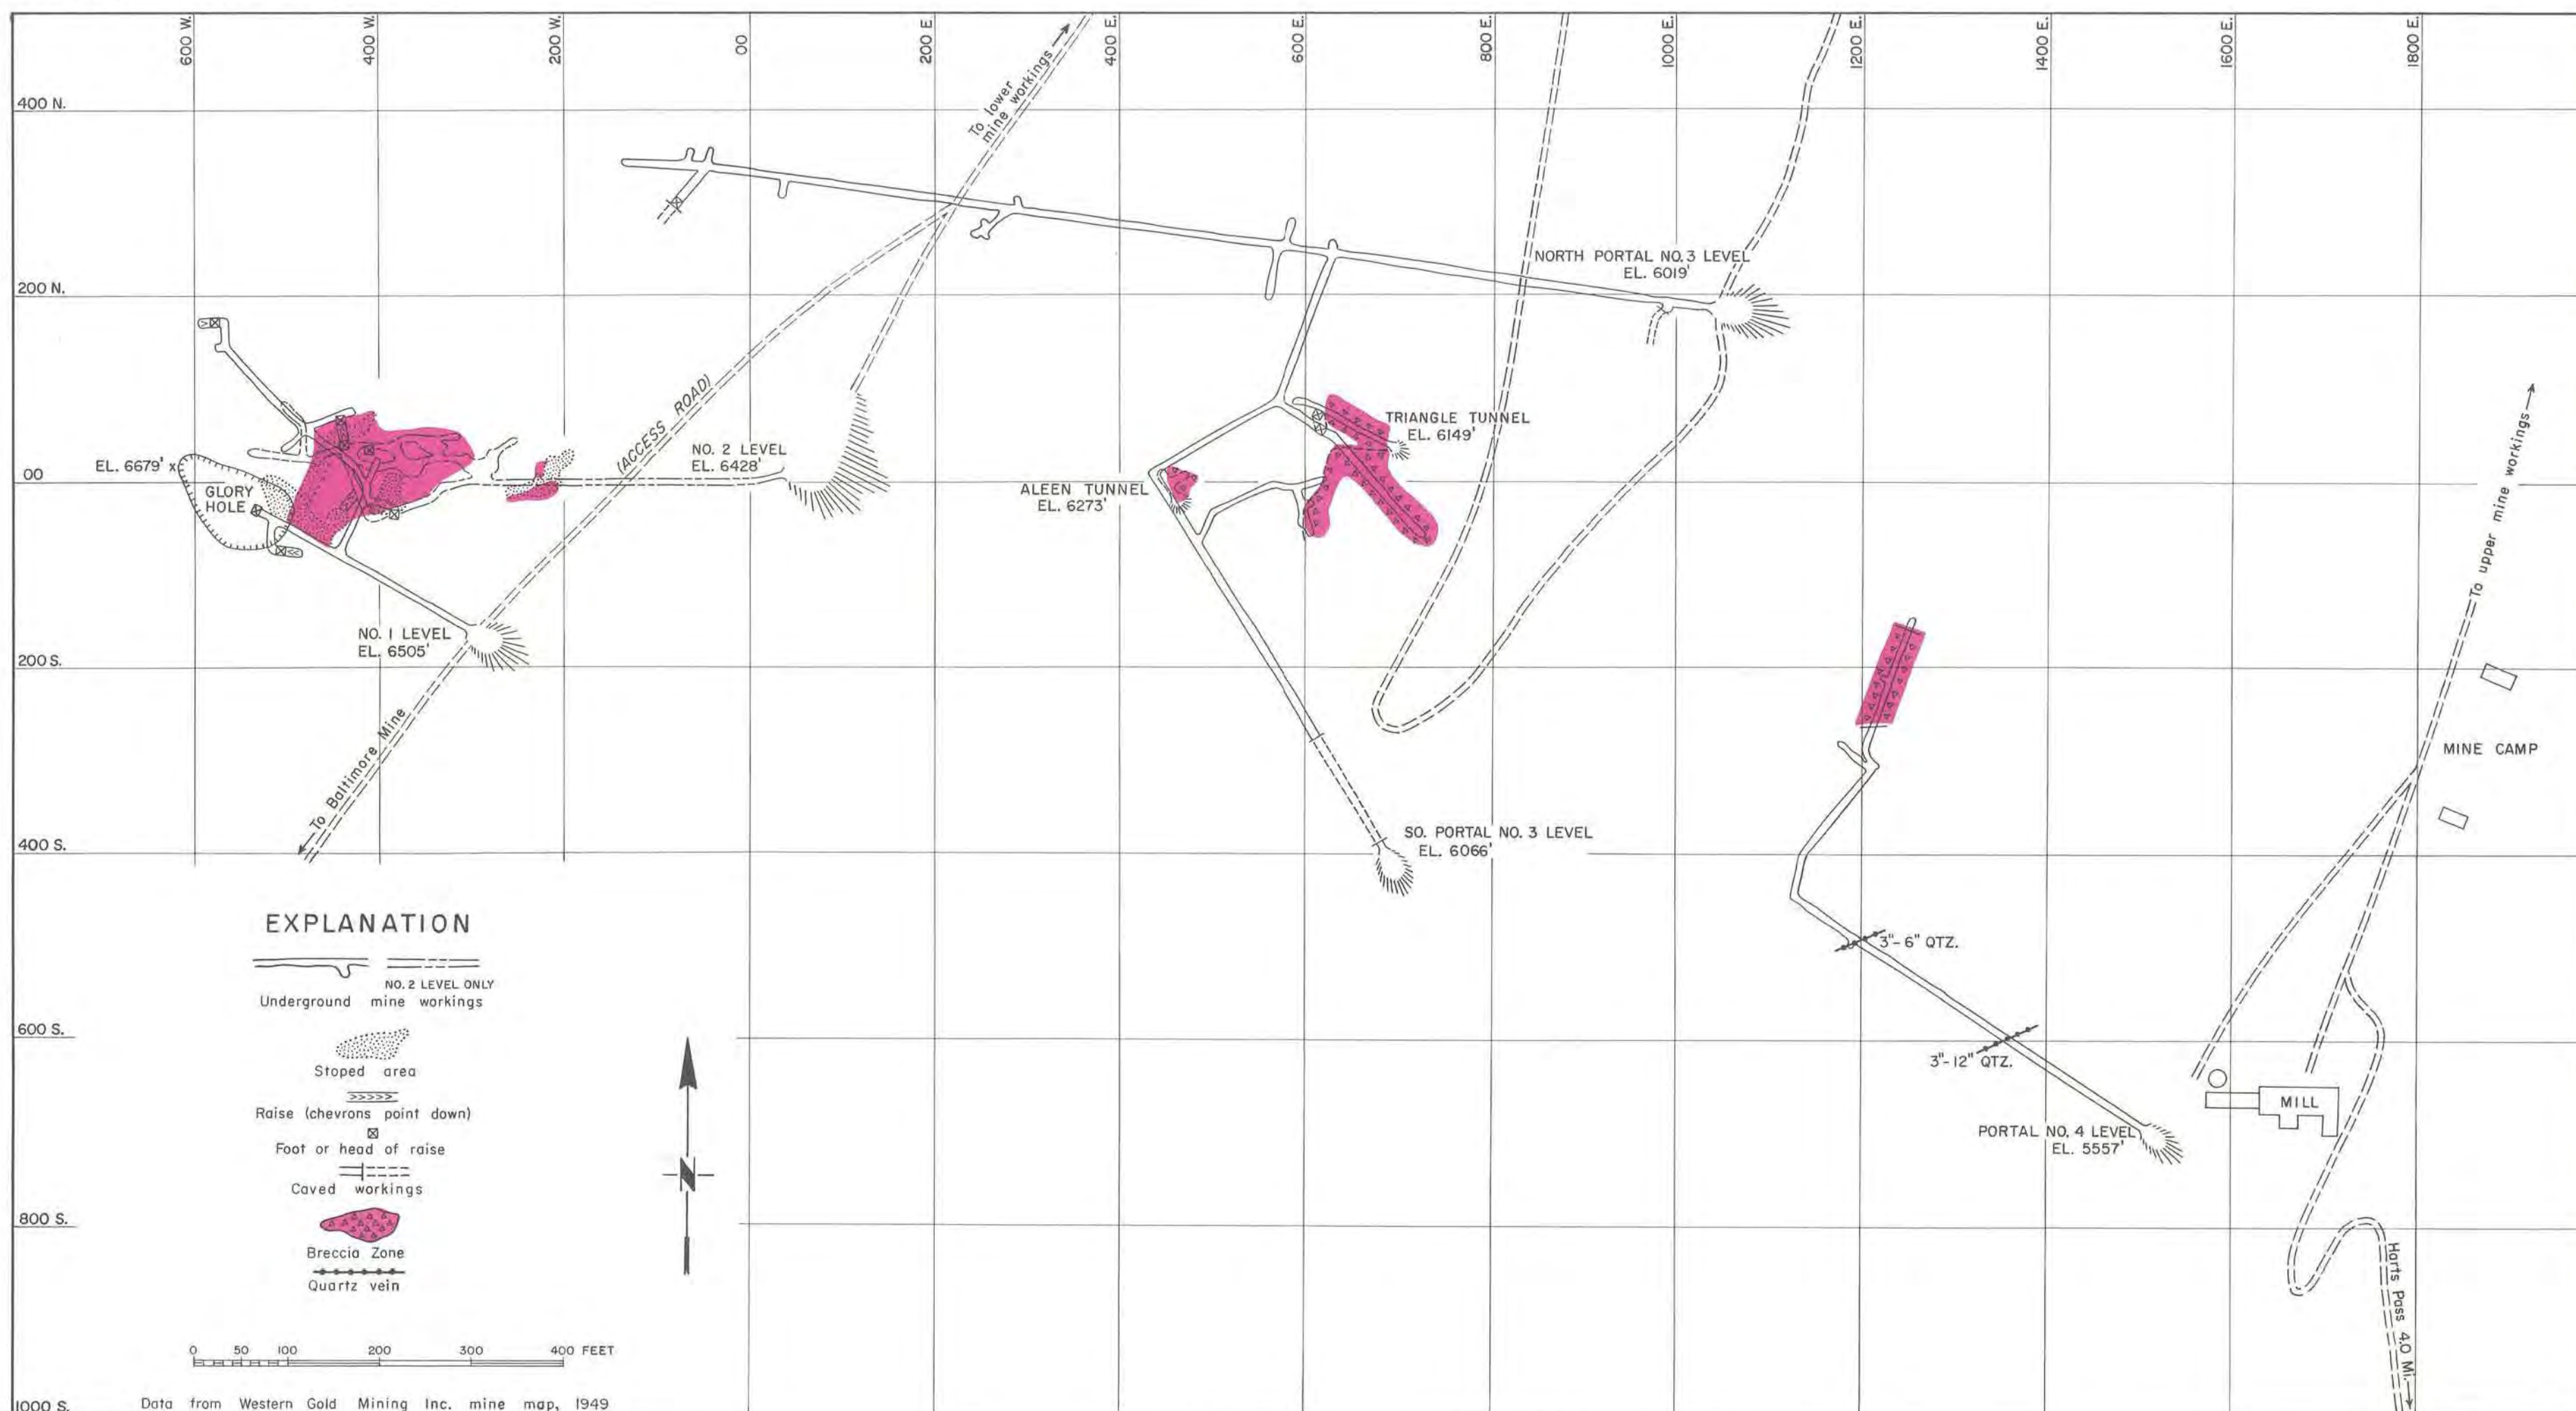 600 W.
400 W.
200 W.
00
200 E
400 E.
600 E.
800 E.
1000 E.
1200 E.
1400 E.
1600 E.
1800 E.
400 N.
200 N.
00
200 S.
400 S.
600 S.
800 S.
1000 S.
To lower
mine workings
NORTH PORTAL NO. 3 LEVEL
EL. 6019'
(ACCESS ROAD)
NO. 2 LEVEL
EL. 6428'
EL. 6679' x
GLORY
HOLE
TRIANGLE TUNNEL
EL. 6149'
ALEEN TUNNEL
EL. 6273'
To upper mine workings
NO. 1 LEVEL
EL. 6505'
To Baltimore Mine
MINE CAMP
SO. PORTAL NO. 3 LEVEL
EL. 6066'
3"-6" QTZ.
3"-12" QTZ.
MILL
PORTAL NO. 4 LEVEL
EL. 5557'
Harts Pass 4.0 Mi.
EXPLANATION
NO. 2 LEVEL ONLY
Underground mine workings
Stoped area
Raise (chevrons point down)
Foot or head of raise
Caved workings
Breccia Zone
Quartz vein
N
0 50 100 200 300 400 FEET
Data from Western Gold Mining Inc. mine map, 1949